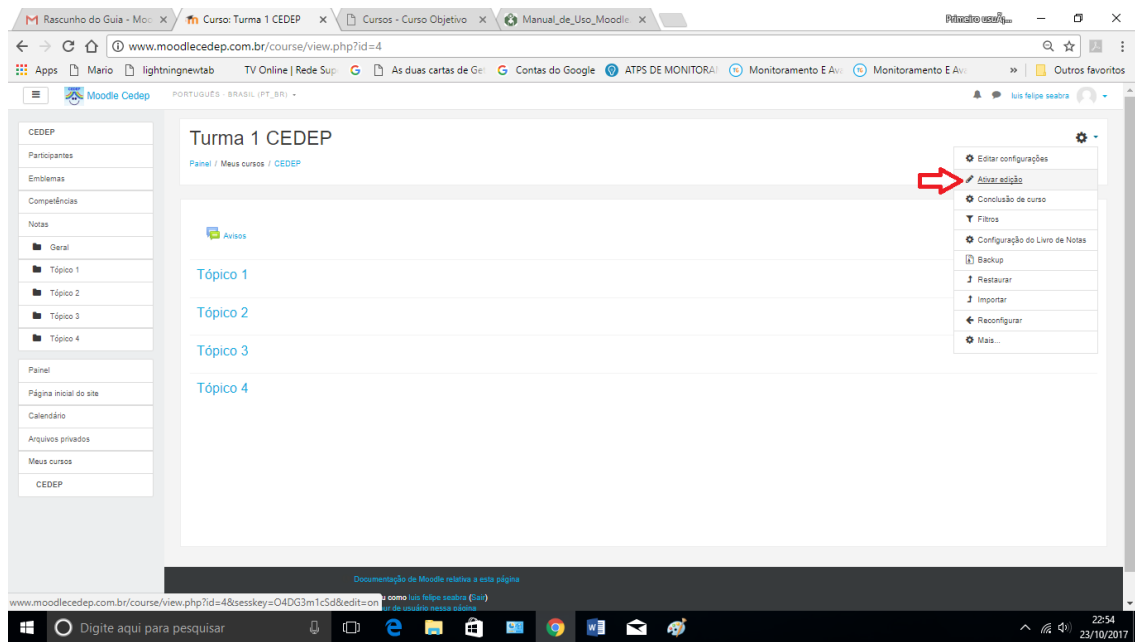 Rascunho do Guia - Moc
Curso: Turma 1 CEDEP
Cursos - Curso Objetivo
Manual_de_Uso_Moodle
www.moodlecedep.com.br/course/view.php?id=4
Apps
Mario
lightningnewtab
TV Online | Rede Sup
As duas cartas de Ge
Contas do Google
ATPS DE MONITORA
Monitoramento E Av
Monitoramento E Av
»
Outros favoritos
Moodle Cedep
PORTUGUÊS - BRASIL (PT_BR)
luis felipe seabra
CEDEP
Participantes
Emblemas
Competências
Notas
Geral
Tópico 1
Tópico 2
Tópico 3
Tópico 4
Painel
Página inicial do site
Calendário
Arquivos privados
Meus cursos
CEDEP
Turma 1 CEDEP
Painel / Meus cursos / CEDEP
Avisos
Tópico 1
Tópico 2
Tópico 3
Tópico 4
Editar configurações
Ativar edição
Conclusão de curso
Filtros
Configuração do Livro de Notas
Backup
Restaurar
Importar
Reconfigurar
Mais...
Documentação de Moodle relativa a esta página
como luis felipe seabra (Sair)
de usuário nessa página
www.moodlecedep.com.br/course/view.php?id=4&sesskey=O4DG3m1cSd&edit=on
Digite aqui para pesquisar
22:54
23/10/2017